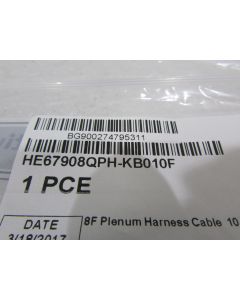 BG900274795311
HE67908QPH-KB010F
1 PCE
DATE
8F Plenum Harness Cable 10
3/18/2017